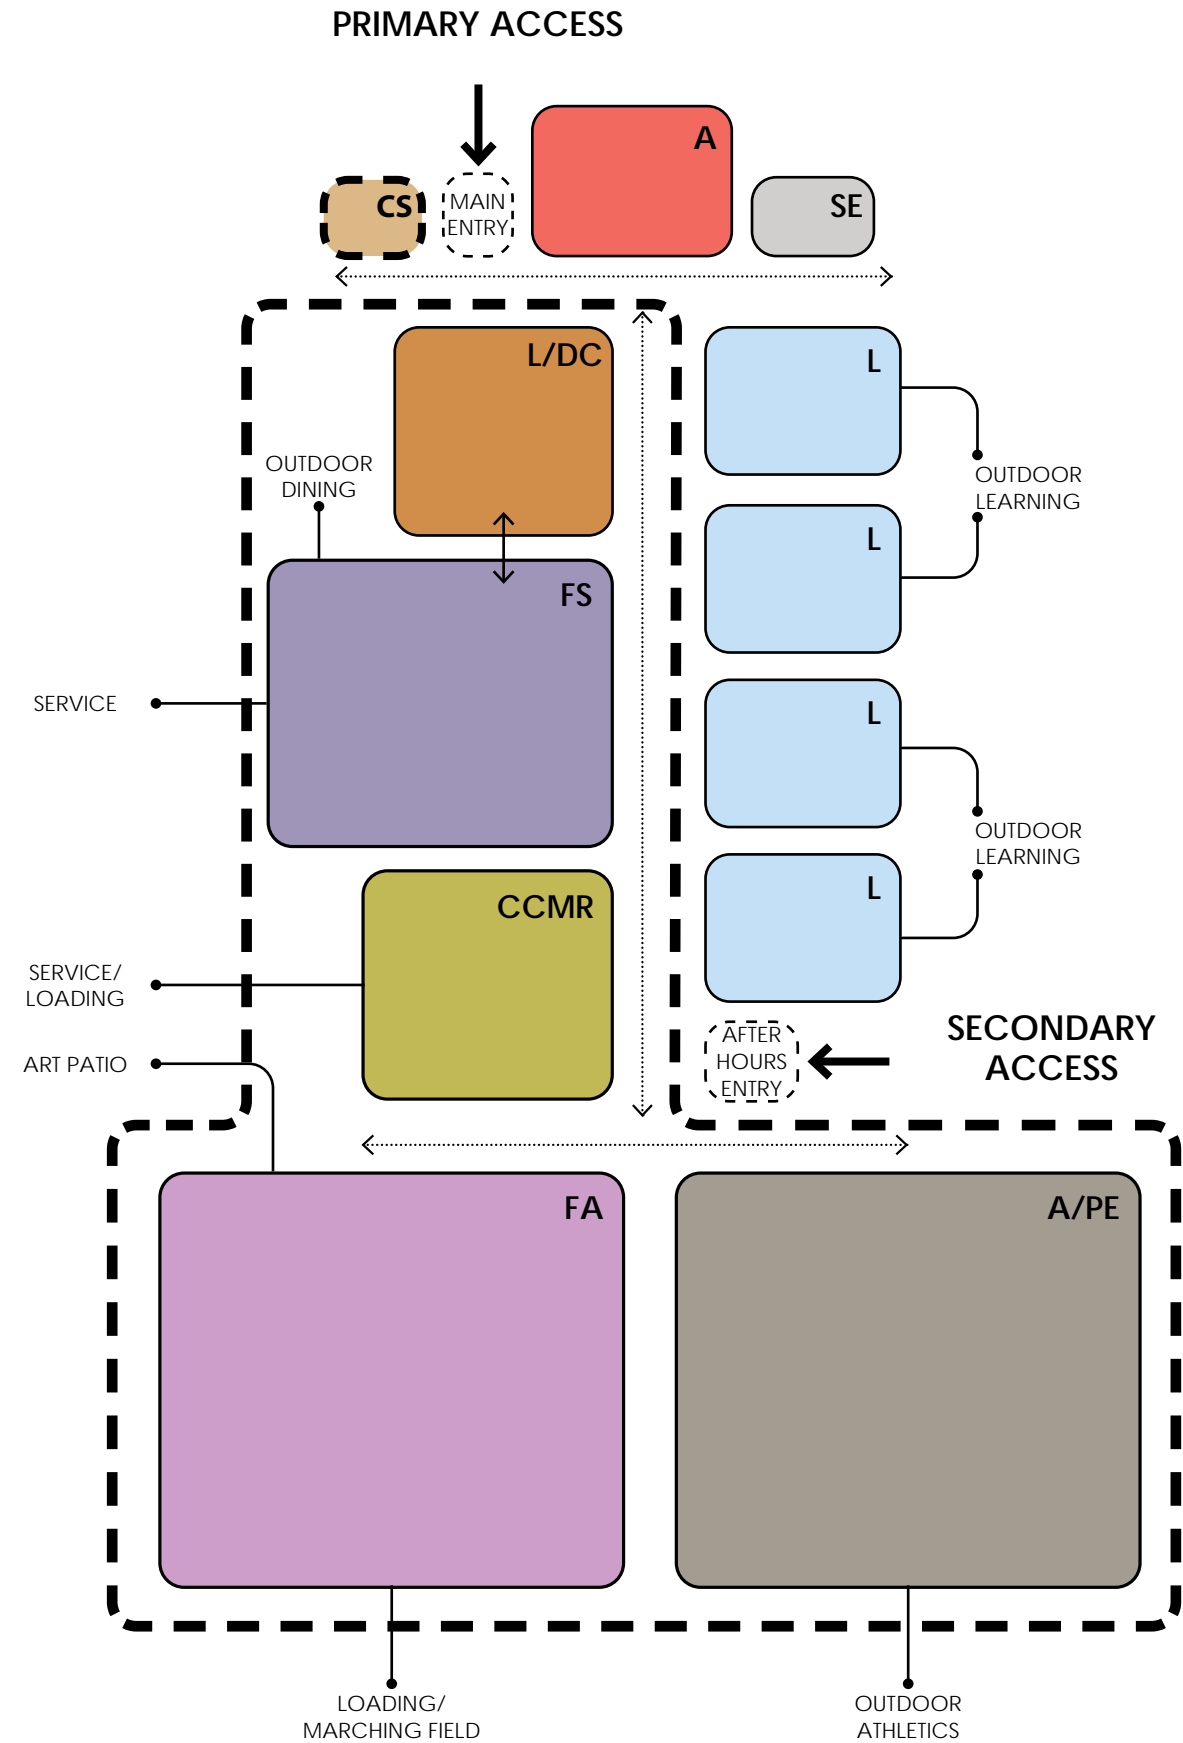 PRIMARY ACCESS
A
CS
MAIN
ENTRY
SE
L/DC
L
OUTDOOR
DINING
OUTDOOR
LEARNING
L
FS
SERVICE
L
OUTDOOR
LEARNING
CCMR
L
SERVICE/
LOADING
SECONDARY
ACCESS
AFTER
HOURS
ENTRY
ART PATIO
FA
A/PE
LOADING/
MARCHING FIELD
OUTDOOR
ATHLETICS